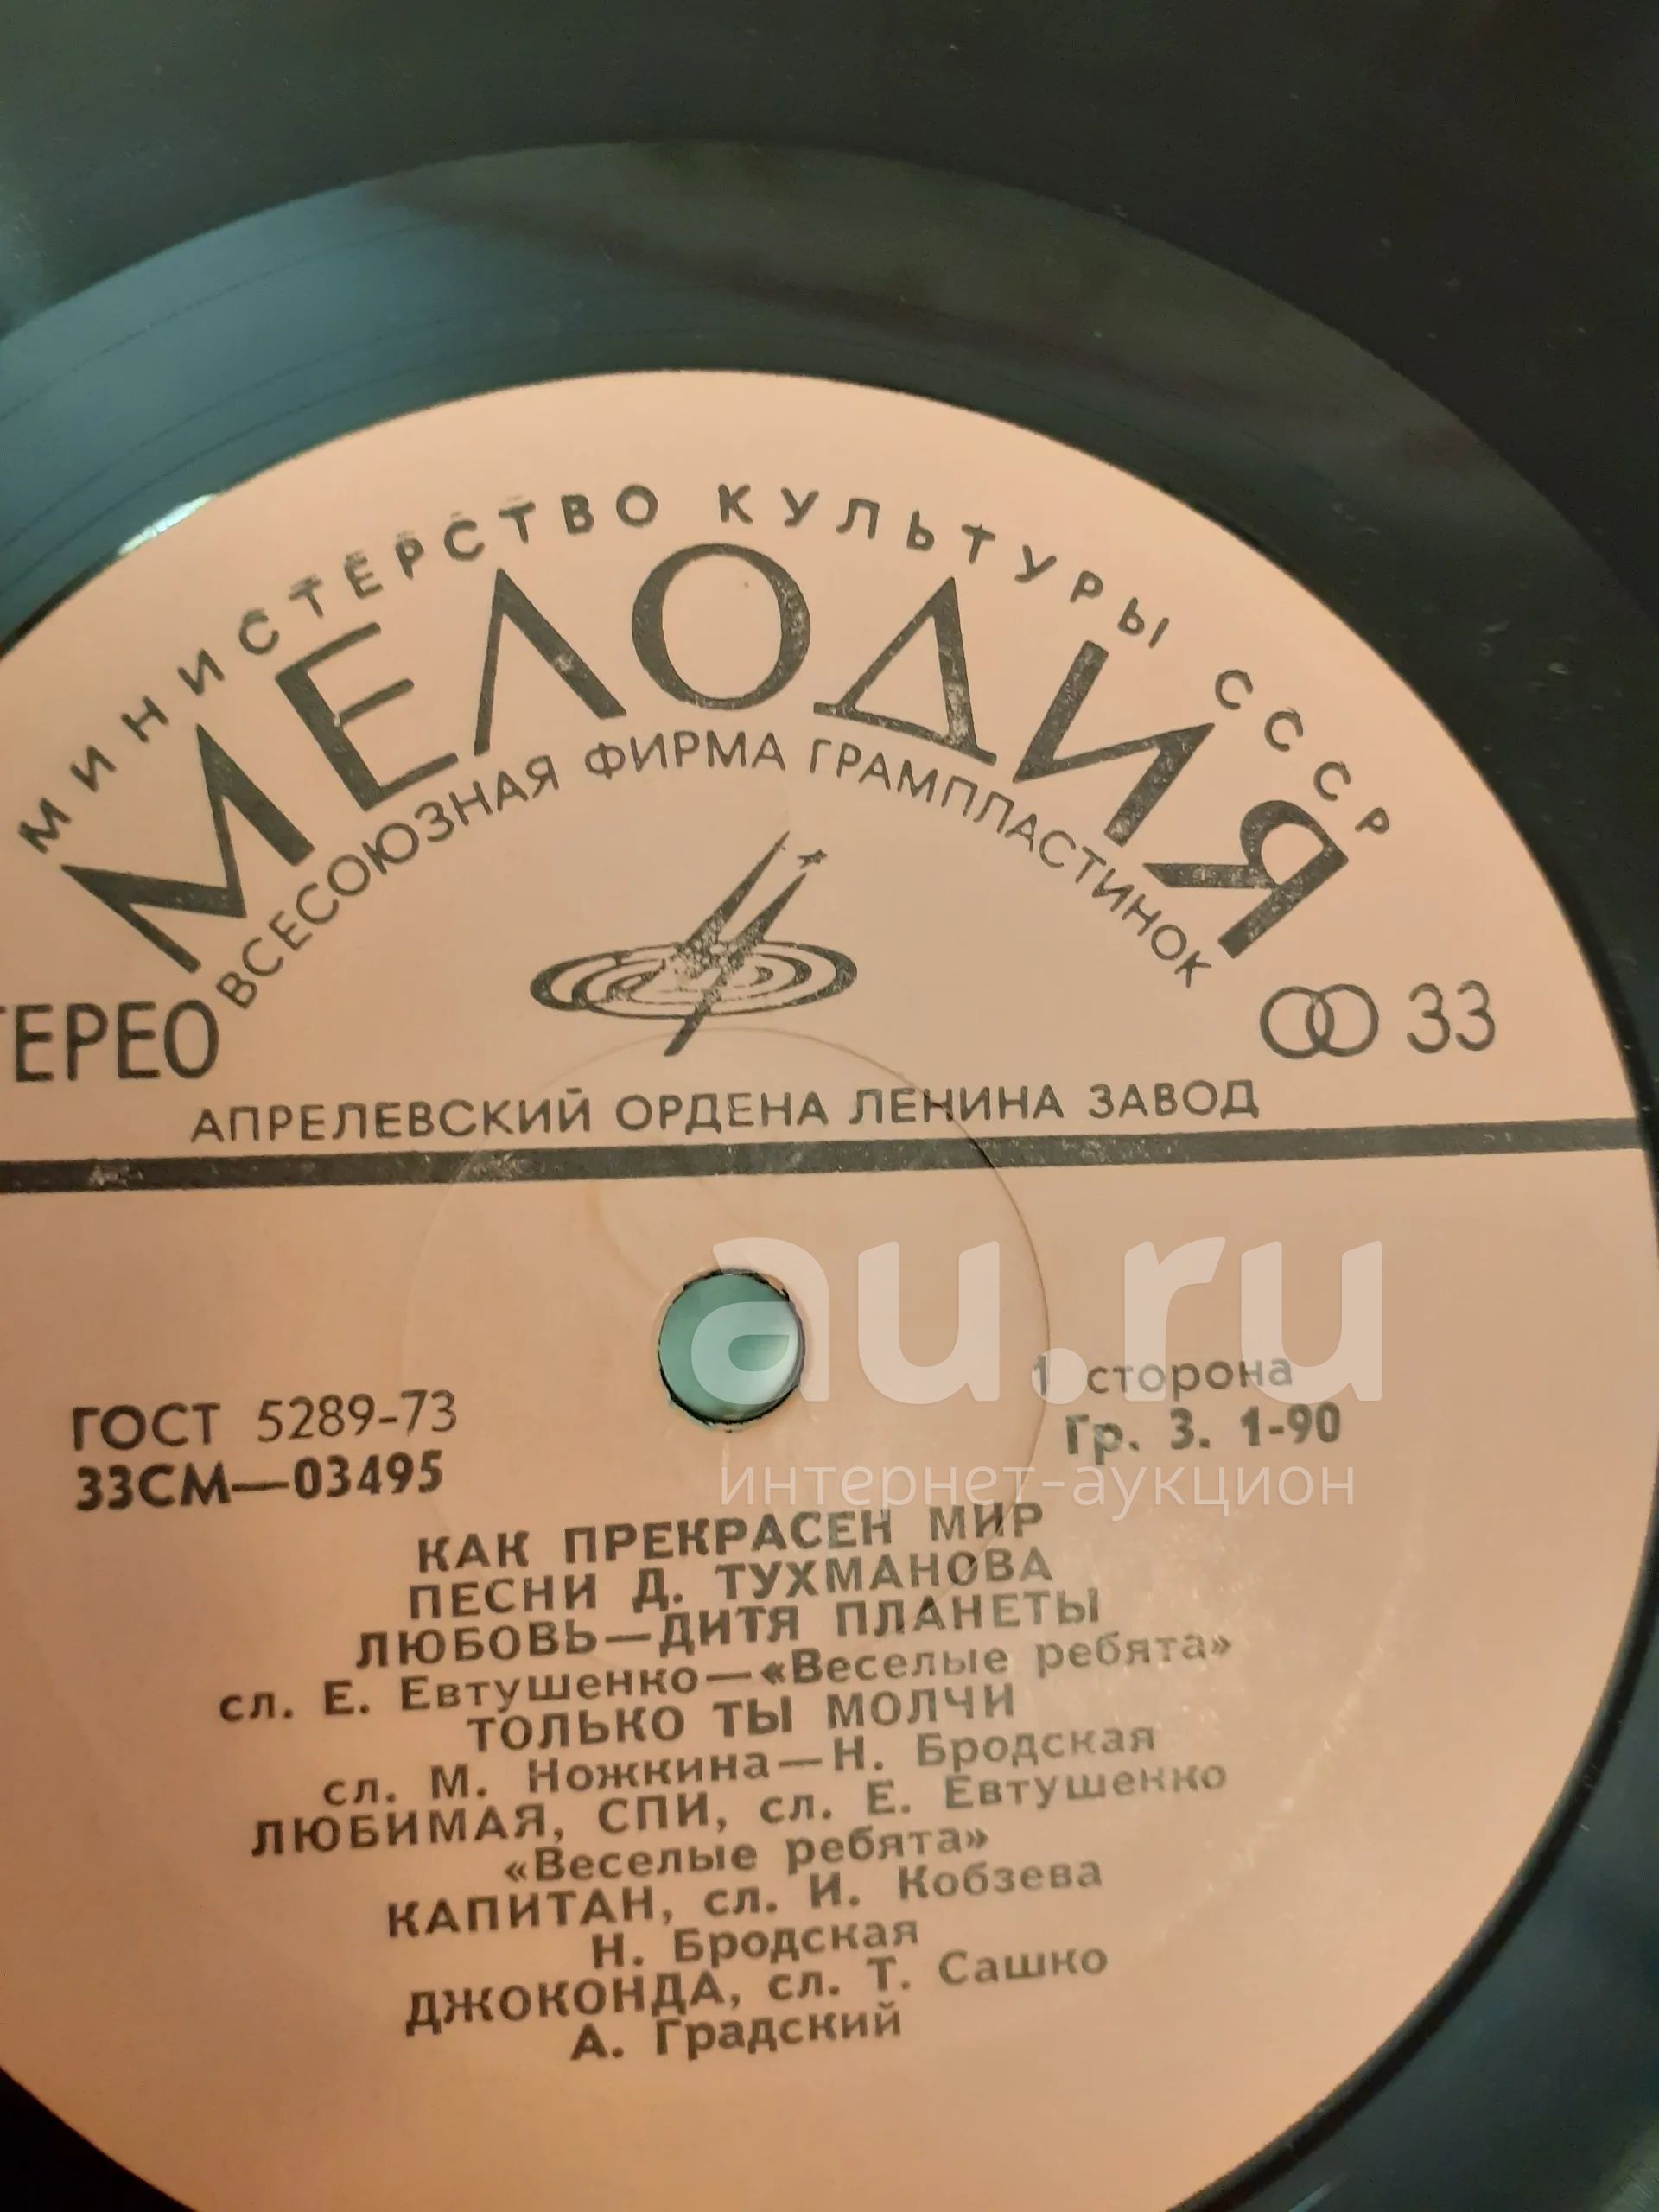 МИНИСТЕРСТВО КУЛЬТУРЫ СССР
МЕЛОДИЯ
ВСЕСОЮЗНАЯ ФИРМА ГРАМПЛАСТИНОК
ТЕРЕО
33
АПРЕЛЕВСКИЙ ОРДЕНА ЛЕНИНА ЗАВОД
au.ru
интернет-аукцион
1 сторона
ГОСТ 5289-73
Гр. 3. 1-90
33СМ—03495
КАК ПРЕКРАСЕН МИР
ПЕСНИ Д. ТУХМАНОВА
ЛЮБОВЬ—ДИТЯ ПЛАНЕТЫ
сл. Е. Евтушенко—«Веселые ребята»
ТОЛЬКО ТЫ МОЛЧИ
сл. М. Ножкина—Н. Бродская
ЛЮБИМАЯ, СПИ, сл. Е. Евтушенко
«Веселые ребята»
КАПИТАН, сл. И. Кобзева
Н. Бродская
ДЖОКОНДА, сл. Т. Сашко
А. Градский